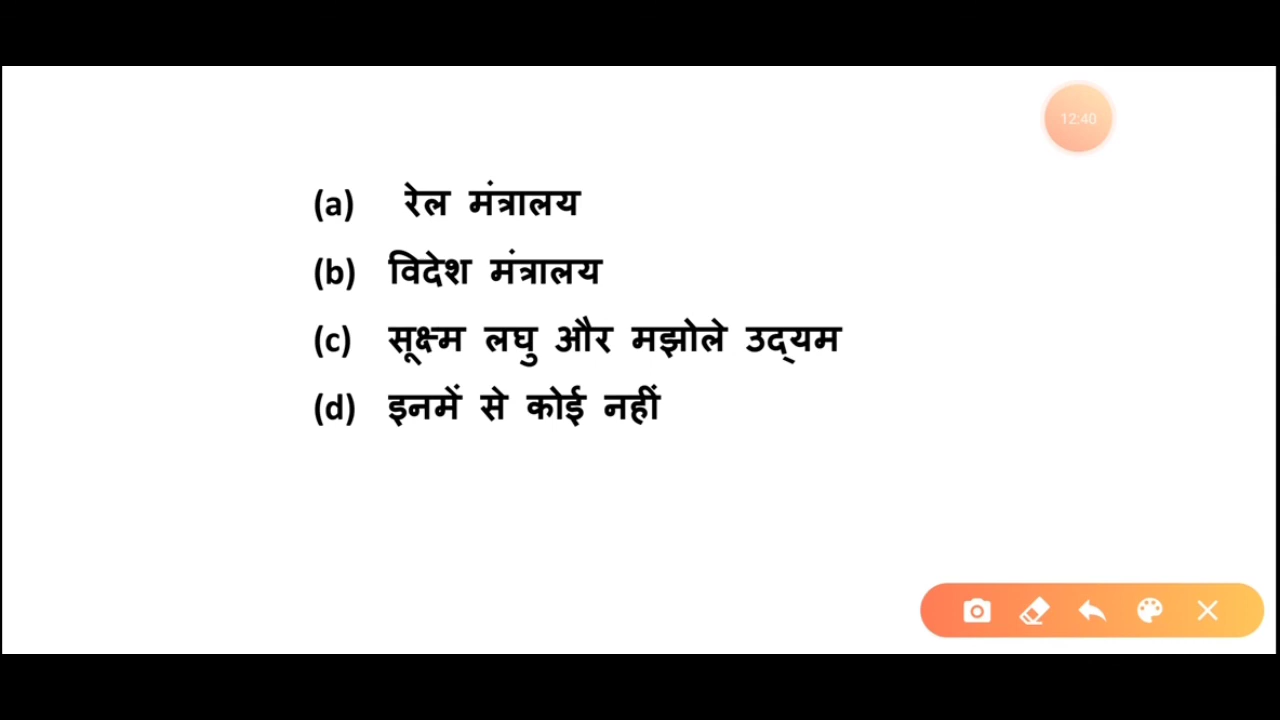 12:40
(a) रेल मंत्रालय
(b) विदेश मंत्रालय
(c) सूक्ष्म लघु और मझोले उद्यम
(d) इनमें से कोई नहीं